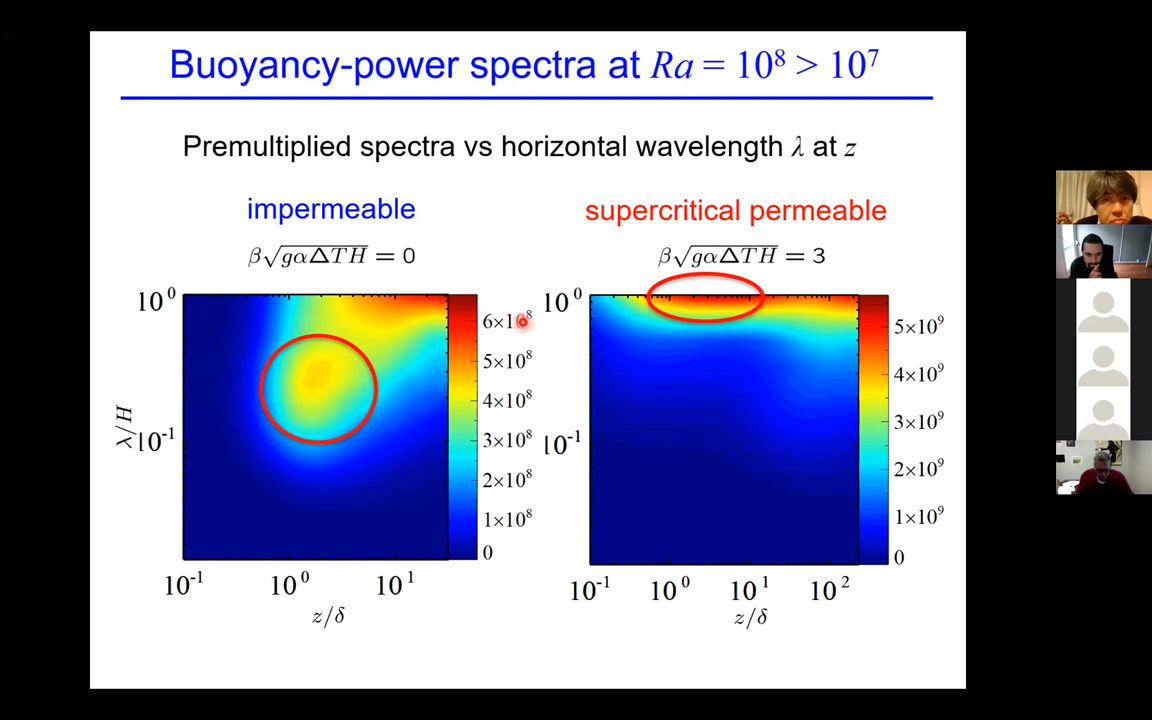 Buoyancy-power spectra at Ra = 10⁸ > 10⁷
Premultiplied spectra vs horizontal wavelength λ at z
impermeable
β√gαΔTH = 0
10⁰
10⁻¹
λ/H
6×10⁸
5×10⁸
4×10⁸
3×10⁸
2×10⁸
1×10⁸
0
10⁻¹ 10⁰ 10¹
z/δ
supercritical permeable
β√gαΔTH = 3
10⁰
10⁻¹
5×10⁹
4×10⁹
3×10⁹
2×10⁹
1×10⁹
0
10⁻¹ 10⁰ 10¹ 10²
z/δ